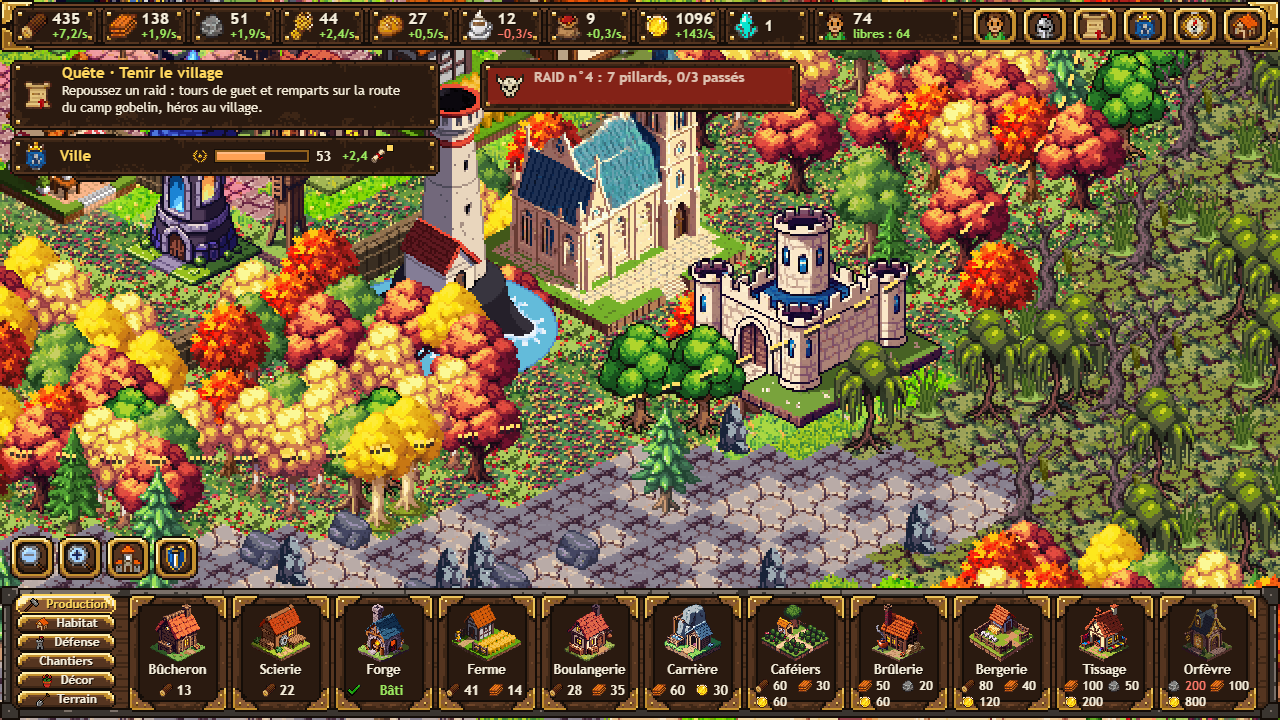 435 138 51 44 27 12 9 1096 1 74
+7,2/s +1,9/s +1,9/s +2,4/s +0,5/s -0,3/s +0,3/s +143/s libres : 64
Quête · Tenir le village
Repoussez un raid : tours de guet et remparts sur la route
du camp gobelin, héros au village.
RAID n°4 : 7 pillards, 0/3 passés
Ville 53 +2,4
Production
Habitat
Défense
Chantiers
Décor
Terrain
Bûcheron
13
Scierie
22
Forge
Bâti
Ferme
41 14
Boulangerie
28 35
Carrière
60 30
Caféiers
60 30
60
Brûlerie
50 20
60
Bergerie
80 40
120
Tissage
100 50
200
Orfèvre
200 100
800